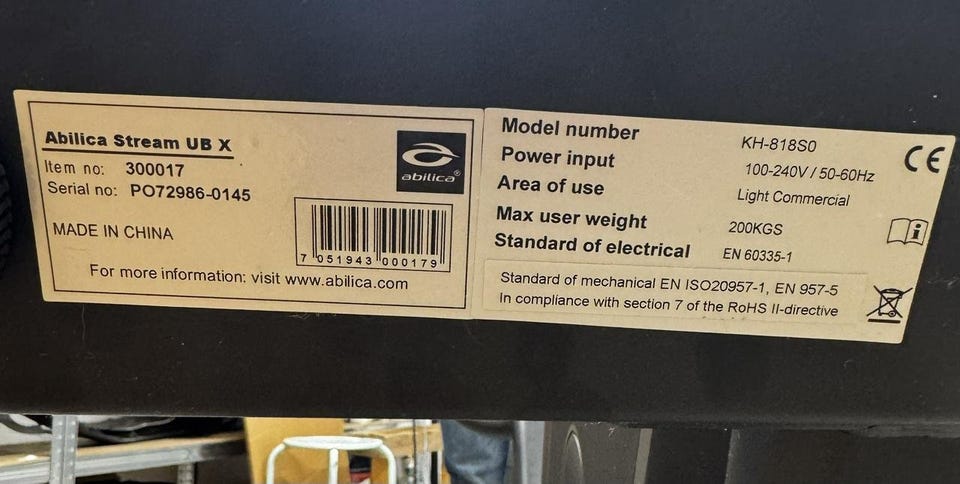 Abilica Stream UB X
Item no: 300017
Serial no: PO72986-0145
MADE IN CHINA
abilica®
7 051943 000179
For more information: visit www.abilica.com
Model number KH-818S0
Power input 100-240V / 50-60Hz
Area of use Light Commercial
Max user weight 200KGS
Standard of electrical EN 60335-1
Standard of mechanical EN ISO20957-1, EN 957-5
In compliance with section 7 of the RoHS II-directive
CE